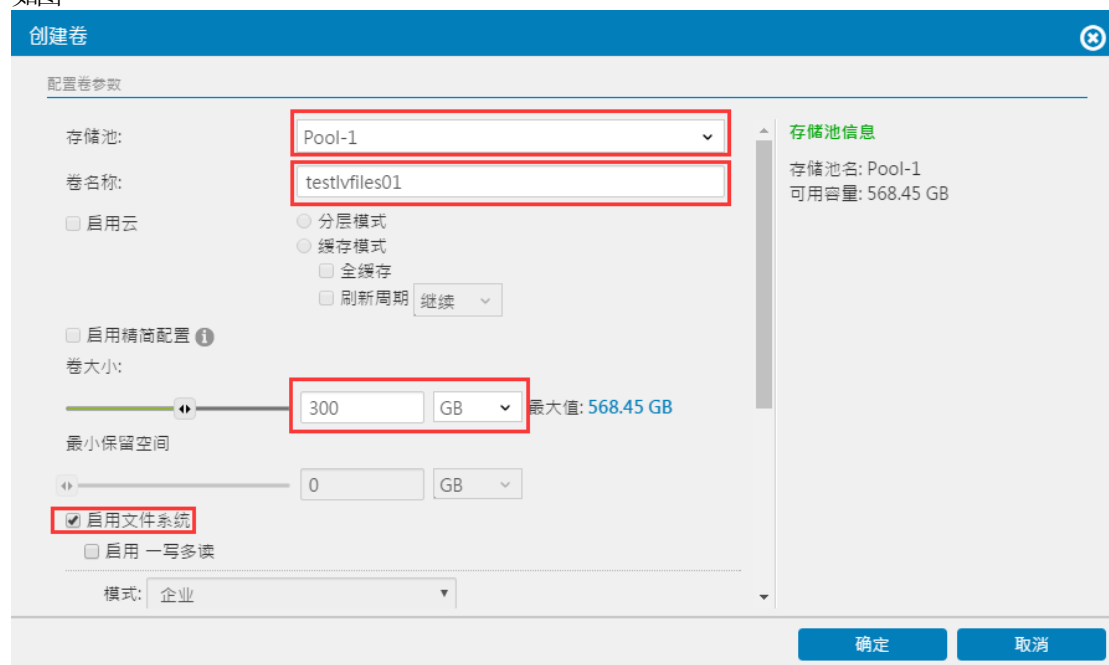 如图
创建卷
配置卷参数
存储池: Pool-1
卷名称: testlvfiles01
启用云 分层模式
缓存模式
全缓存
刷新周期 继续
启用精简配置
卷大小:
300 GB 最大值: 568.45 GB
最小保留空间
0 GB
启用文件系统
启用 一写多读
模式: 企业
存储池信息
存储池名: Pool-1
可用容量: 568.45 GB
确定 取消